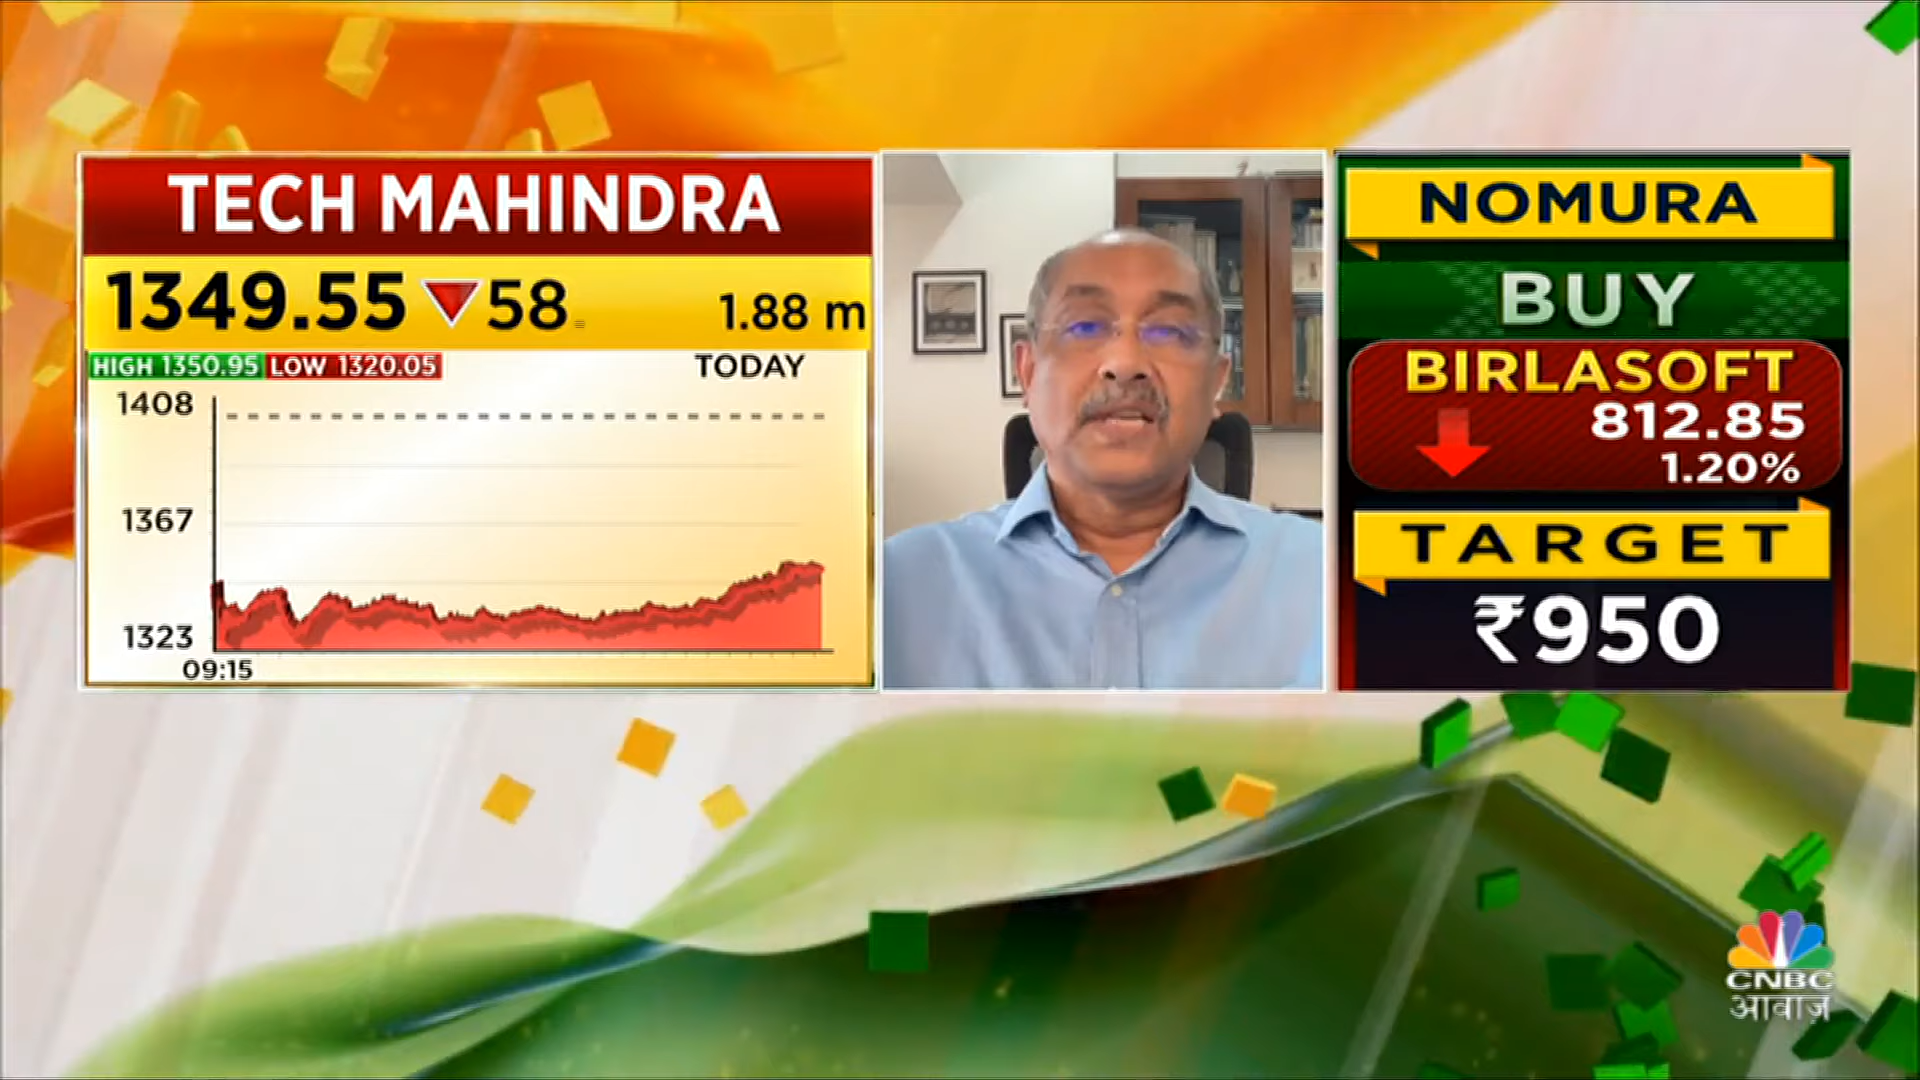 TECH MAHINDRA
1349.55 58 1.88 m
HIGH 1350.95 LOW 1320.05 TODAY
1408
1367
1323
09:15
NOMURA
BUY
BIRLASOFT
812.85
1.20%
TARGET
₹950
CNBC
आवाज़